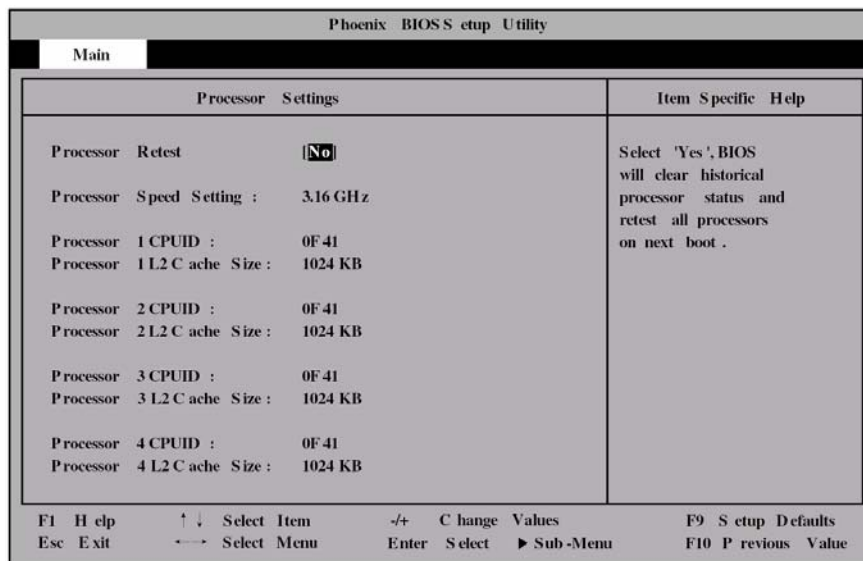 Phoenix BIOS Setup Utility
Main
Processor Settings
Item Specific Help
Processor Retest [No]
Processor Speed Setting : 3.16 GHz
Processor 1 CPUID : 0F41
Processor 1 L2 Cache Size : 1024 KB
Processor 2 CPUID : 0F41
Processor 2 L2 Cache Size : 1024 KB
Processor 3 CPUID : 0F41
Processor 3 L2 Cache Size : 1024 KB
Processor 4 CPUID : 0F41
Processor 4 L2 Cache Size : 1024 KB
Select 'Yes', BIOS
will clear historical
processor status and
retest all processors
on next boot .
F1 Help ↑ ↓ Select Item -/+ Change Values F9 Setup Defaults
Esc Exit ←→ Select Menu Enter Select ▶ Sub-Menu F10 Previous Value